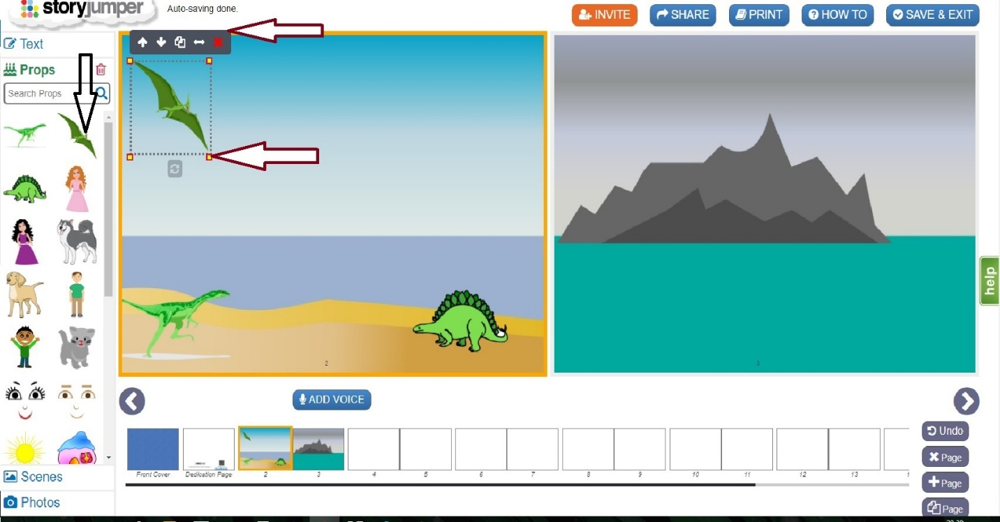 storyjumper
Auto-saving done.
INVITE
SHARE
PRINT
HOW TO
SAVE & EXIT
Text
Props
Search Props
Scenes
Photos
2
3
help
ADD VOICE
Front Cover
Dedication Page
2
3
4
5
6
7
8
9
10
11
12
13
1
Undo
Page
Page
Page